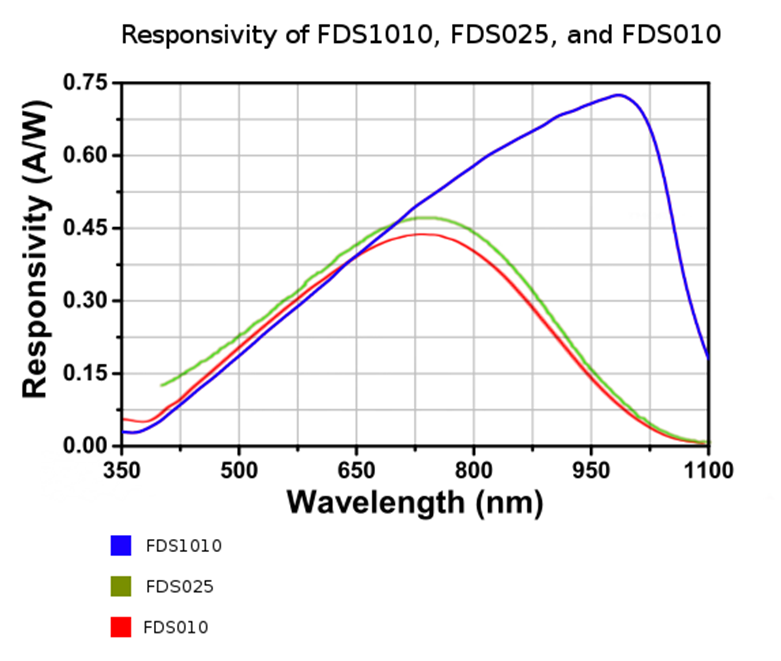 Responsivity of FDS1010, FDS025, and FDS010
Responsivity (A/W)
0.75
0.60
0.45
0.30
0.15
0.00
350 500 650 800 950 1100
Wavelength (nm)
FDS1010
FDS025
FDS010